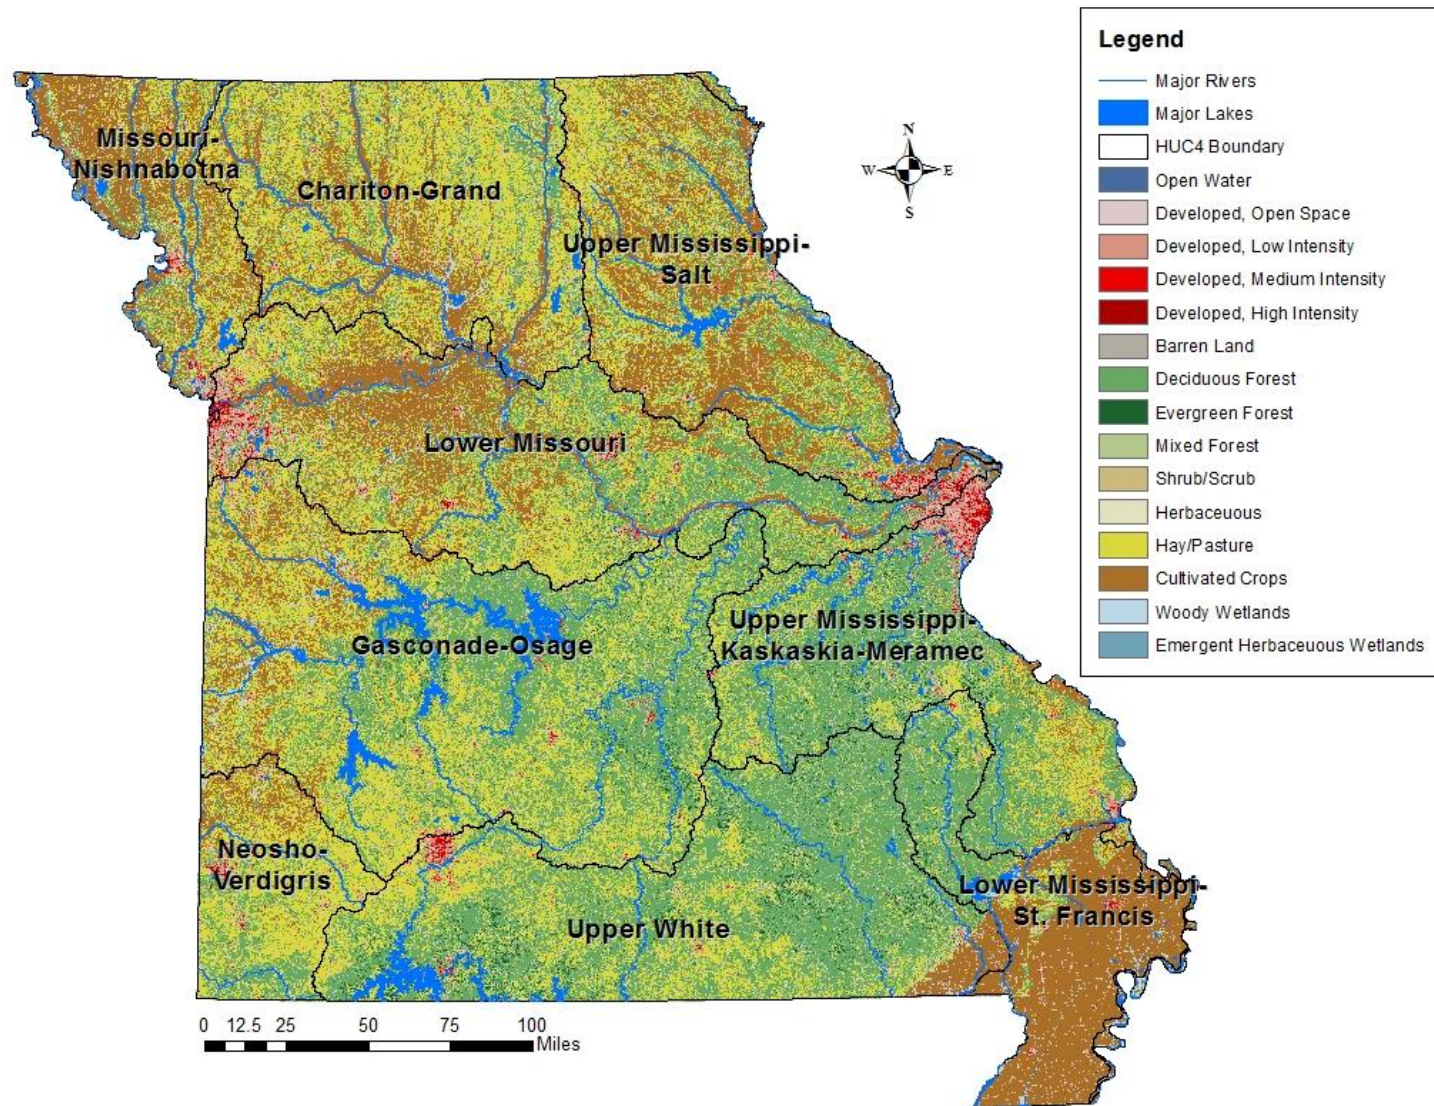 Legend
Major Rivers
Major Lakes
HUC4 Boundary
Open Water
Developed, Open Space
Developed, Low Intensity
Developed, Medium Intensity
Developed, High Intensity
Barren Land
Deciduous Forest
Evergreen Forest
Mixed Forest
Shrub/Scrub
Herbaceuous
Hay/Pasture
Cultivated Crops
Woody Wetlands
Emergent Herbaceuous Wetlands
N
W E
S
Missouri-
Nishnabotna
Chariton-Grand
Upper Mississippi-
Salt
Lower Missouri
Gasconade-Osage
Upper Mississippi-
Kaskaskia-Meramec
Neosho-
Verdigris
Upper White
Lower Mississippi-
St. Francis
0 12.5 25 50 75 100
Miles